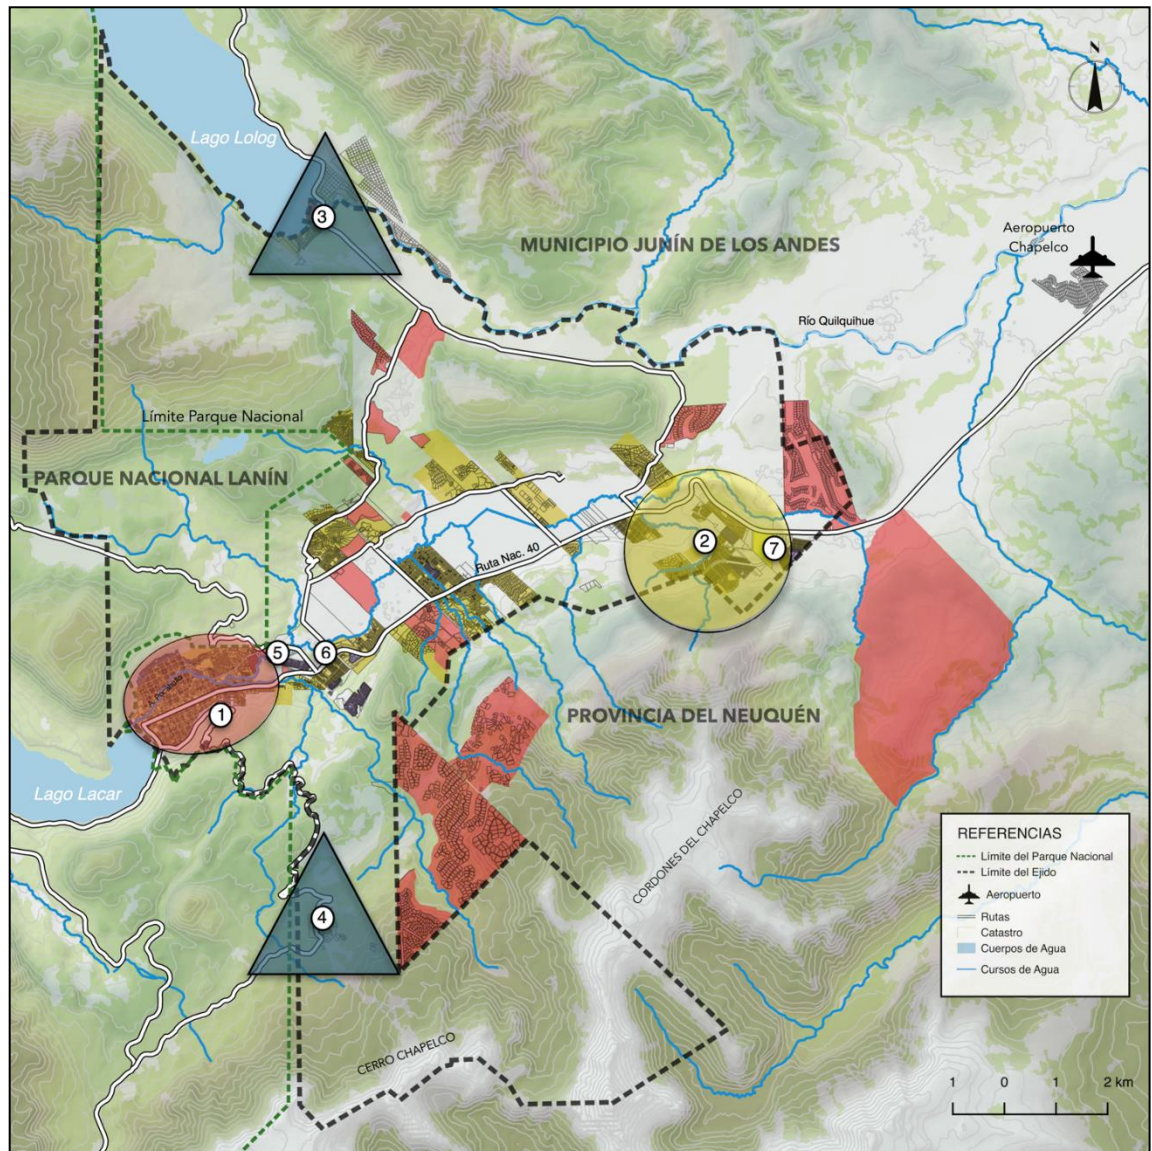 N
Lago Lolog
3
MUNICIPIO JUNÍN DE LOS ANDES
Aeropuerto
Chapelco
Río Quilquihue
Límite Parque Nacional
PARQUE NACIONAL LANÍN
2
7
Ruta Nac. 40
5
6
A. Pocahullo
1
PROVINCIA DEL NEUQUÉN
Lago Lacar
CORDONES DEL CHAPELCO
4
CERRO CHAPELCO
REFERENCIAS
Límite del Parque Nacional
Límite del Ejido
Aeropuerto
Rutas
Catastro
Cuerpos de Agua
Cursos de Agua
1 0 1 2 km